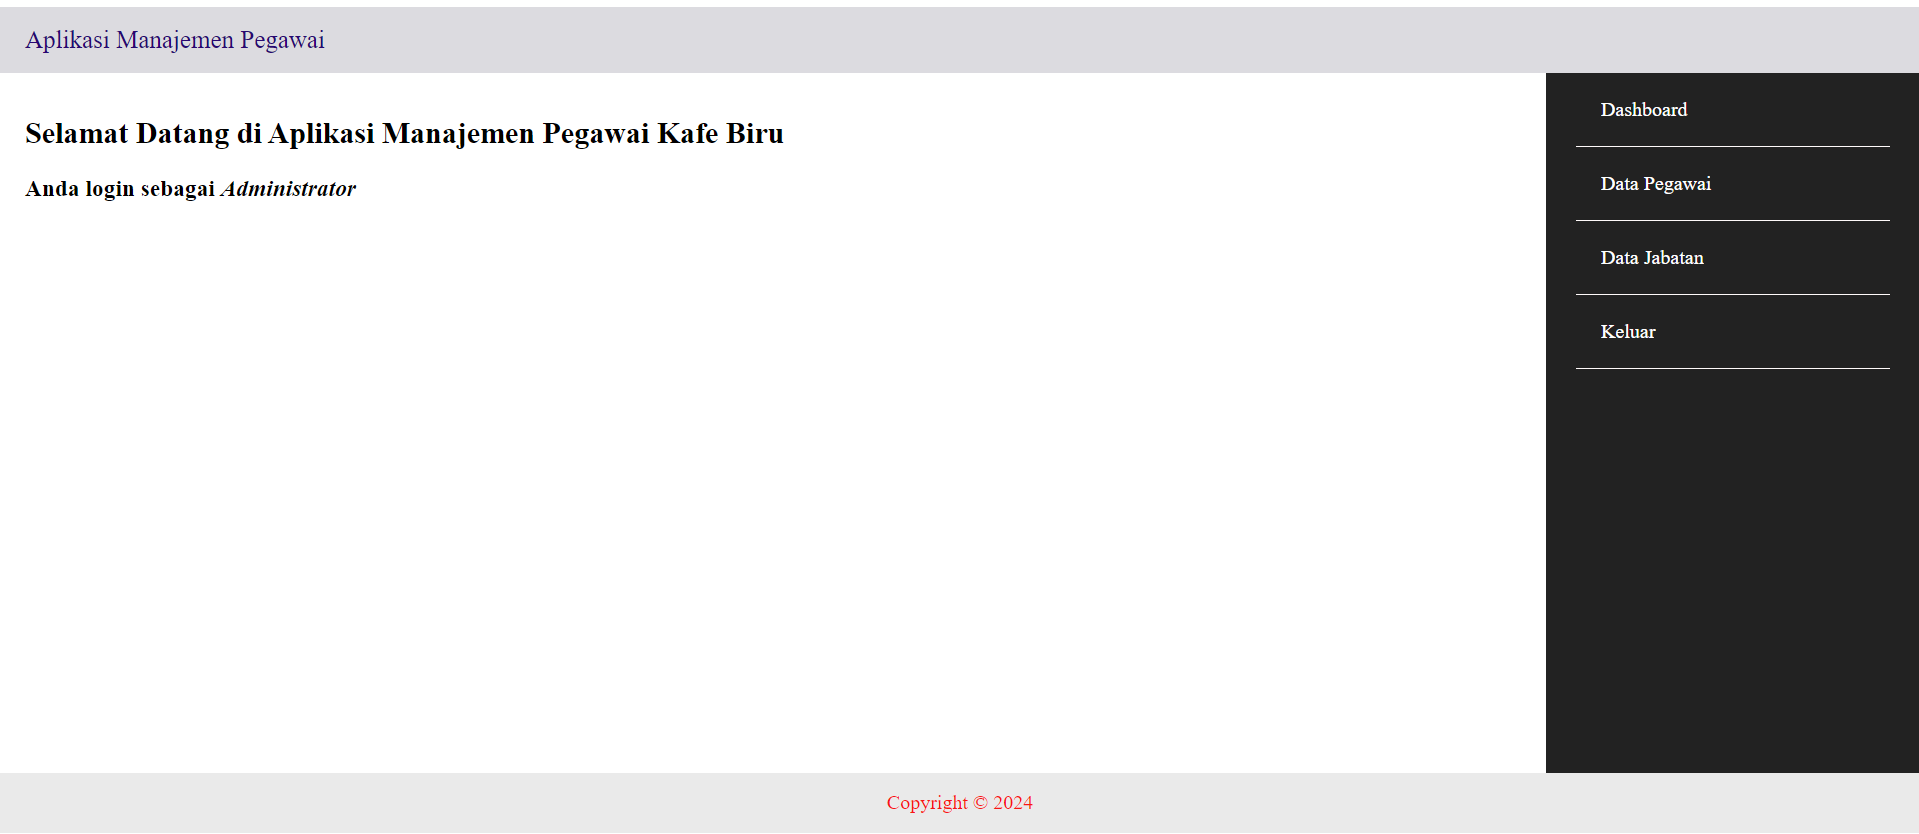 Aplikasi Manajemen Pegawai
Selamat Datang di Aplikasi Manajemen Pegawai Kafe Biru
Anda login sebagai Administrator
Dashboard
Data Pegawai
Data Jabatan
Keluar
Copyright © 2024